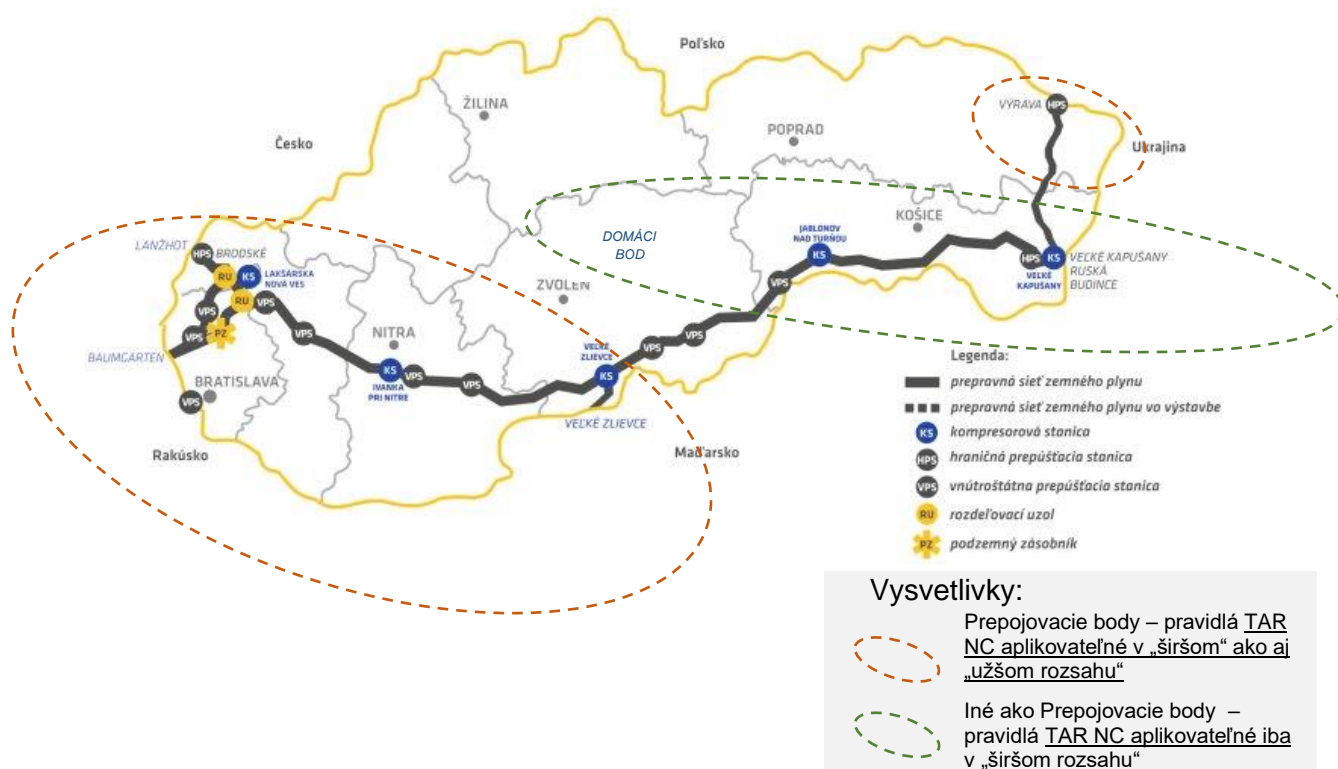 Poľsko
VÝRAVA
HPS
ŽILINA
Česko
POPRAD
Ukrajina
KOŠICE
LANŽHOT
HPS
BRODSKÉ
DOMÁCI
BOD
JABLONOV
NAD TURŇOU
KS
RU
KS
LAKŠÁRSKA
NOVÁ VES
HPS
KS
VEĽKÉ KAPUŠANY
RUSKÁ
BUDINCE
VEĽKÉ
KAPUŠANY
ZVOLEN
VPS
RU
VPS
VPS
VPS
PZ
VPS
NITRA
VEĽKÉ
ZLIEVCE
VPS
VPS
BAUMGARTEN
KS
VPS
VPS
KS
IVANKA
PRI NITRE
BRATISLAVA
VPS
VEĽKÉ ZLIEVCE
Rakúsko
Maďarsko
Legenda:
prepravná sieť zemného plynu
prepravná sieť zemného plynu vo výstavbe
KS kompresorová stanica
HPS hraničná prepúšťacia stanica
VPS vnútroštátna prepúšťacia stanica
RU rozdeľovací uzol
PZ podzemný zásobník
Vysvetlivky:
Prepojovacie body – pravidlá TAR
NC aplikovateľné v „širšom“ ako aj
„užšom rozsahu“
Iné ako Prepojovacie body –
pravidlá TAR NC aplikovateľné iba
v „širšom rozsahu“